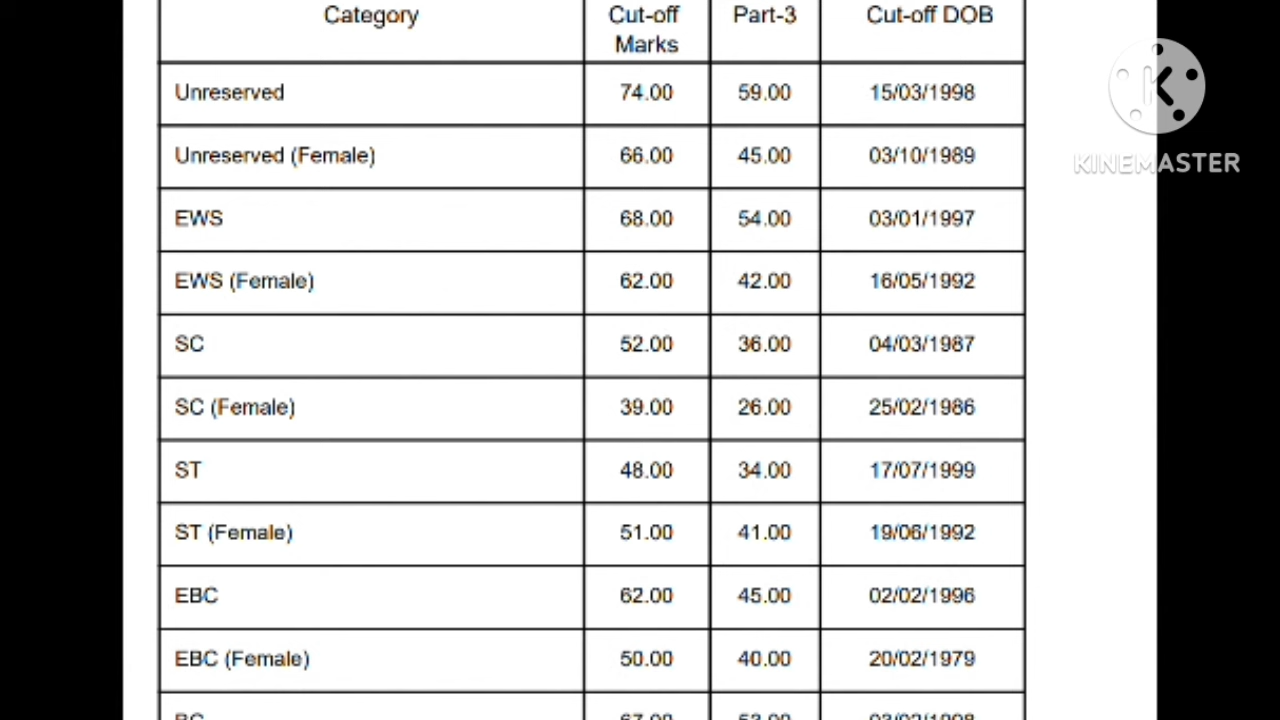 Category Cut-off Part-3 Cut-off DOB
Marks
Unreserved 74.00 59.00 15/03/1998
Unreserved (Female) 66.00 45.00 03/10/1989
EWS 68.00 54.00 03/01/1997
EWS (Female) 62.00 42.00 16/05/1992
SC 52.00 36.00 04/03/1987
SC (Female) 39.00 26.00 25/02/1986
ST 48.00 34.00 17/07/1999
ST (Female) 51.00 41.00 19/06/1992
EBC 62.00 45.00 02/02/1996
EBC (Female) 50.00 40.00 20/02/1979
KINEMASTER